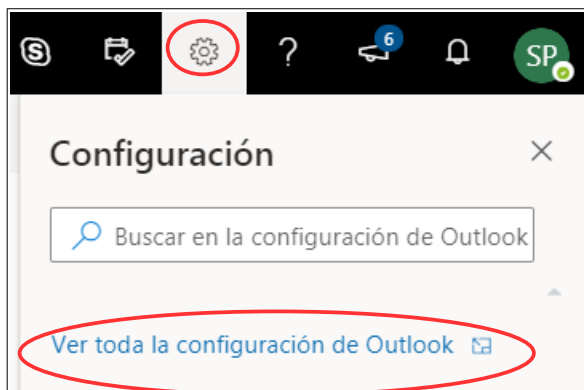 S ? 6 SP
Configuración
Buscar en la configuración de Outlook
Ver toda la configuración de Outlook